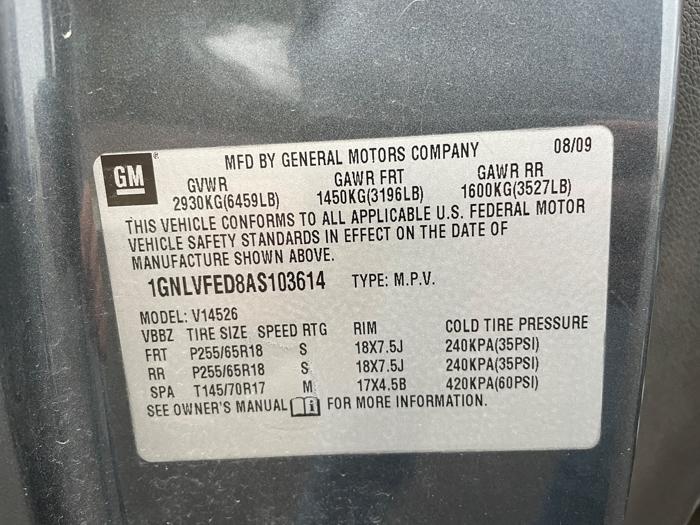 GM
MFD BY GENERAL MOTORS COMPANY 08/09
GVWR GAWR FRT GAWR RR
2930KG(6459LB) 1450KG(3196LB) 1600KG(3527LB)
THIS VEHICLE CONFORMS TO ALL APPLICABLE U.S. FEDERAL MOTOR
VEHICLE SAFETY STANDARDS IN EFFECT ON THE DATE OF
MANUFACTURE SHOWN ABOVE.
1GNLVFED8AS103614 TYPE: M.P.V.
MODEL: V14526
VBBZ TIRE SIZE SPEED RTG RIM COLD TIRE PRESSURE
FRT P255/65R18 S 18X7.5J 240KPA(35PSI)
RR P255/65R18 S 18X7.5J 240KPA(35PSI)
SPA T145/70R17 M 17X4.5B 420KPA(60PSI)
SEE OWNER'S MANUAL FOR MORE INFORMATION.